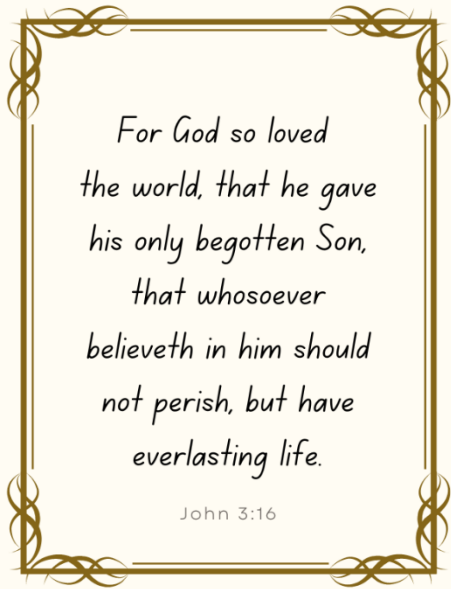 For God so loved
the world, that he gave
his only begotten Son,
that whosoever
believeth in him should
not perish, but have
everlasting life.
John 3:16